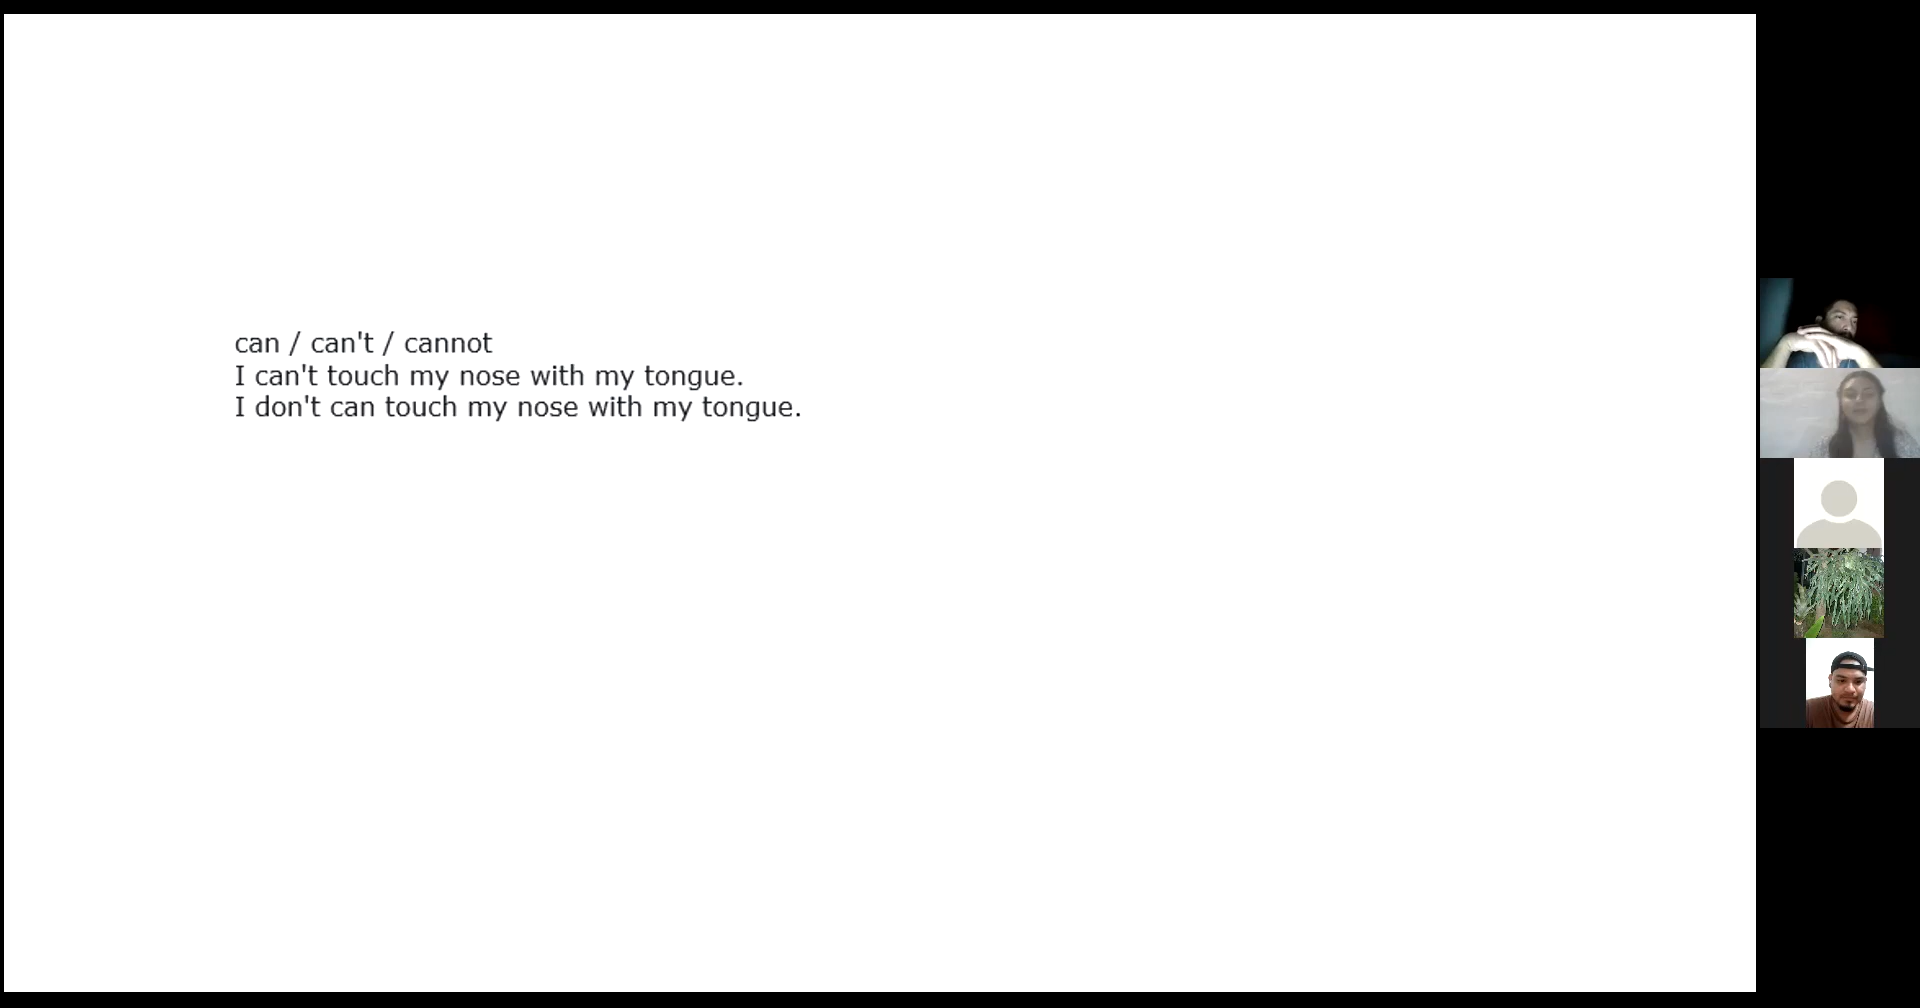 can / can't / cannot
I can't touch my nose with my tongue.
I don't can touch my nose with my tongue.